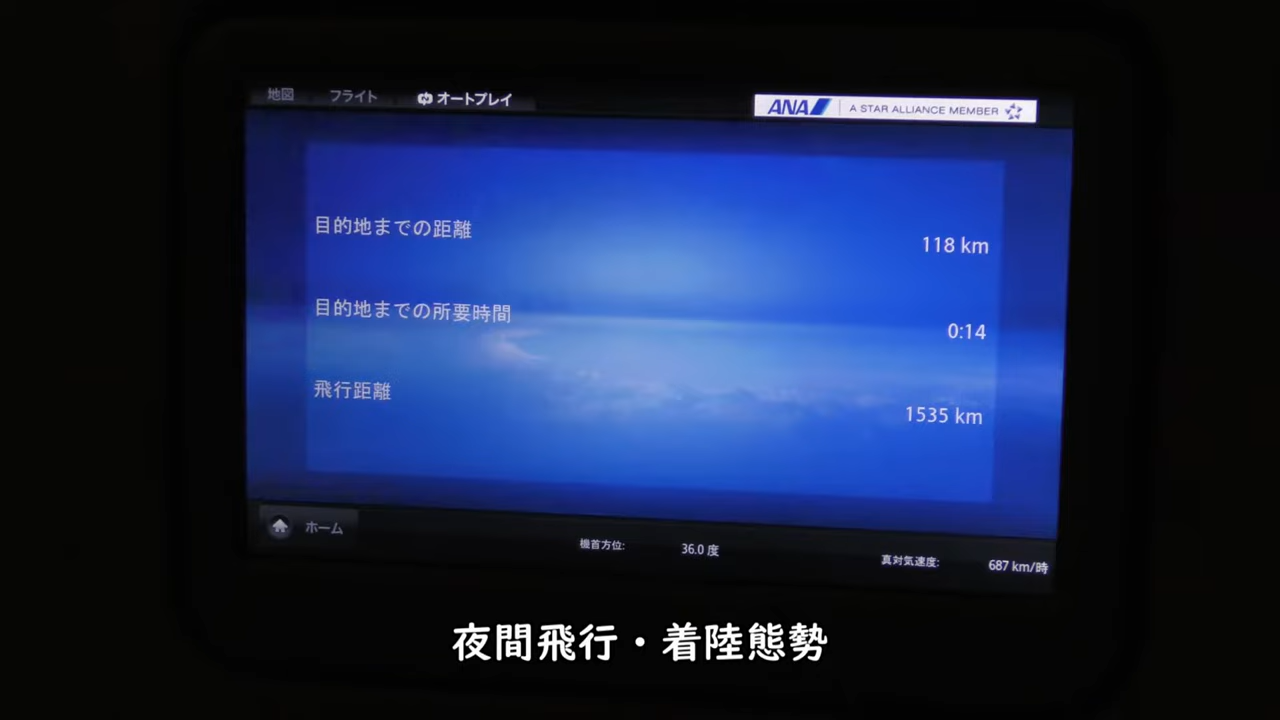 地図 フライト オートプレイ ANA A STAR ALLIANCE MEMBER
目的地までの距離 118 km
目的地までの所要時間 0:14
飛行距離 1535 km
ホーム 機首方位: 36.0 度 真対気速度: 687 km/時
夜間飛行・着陸態勢